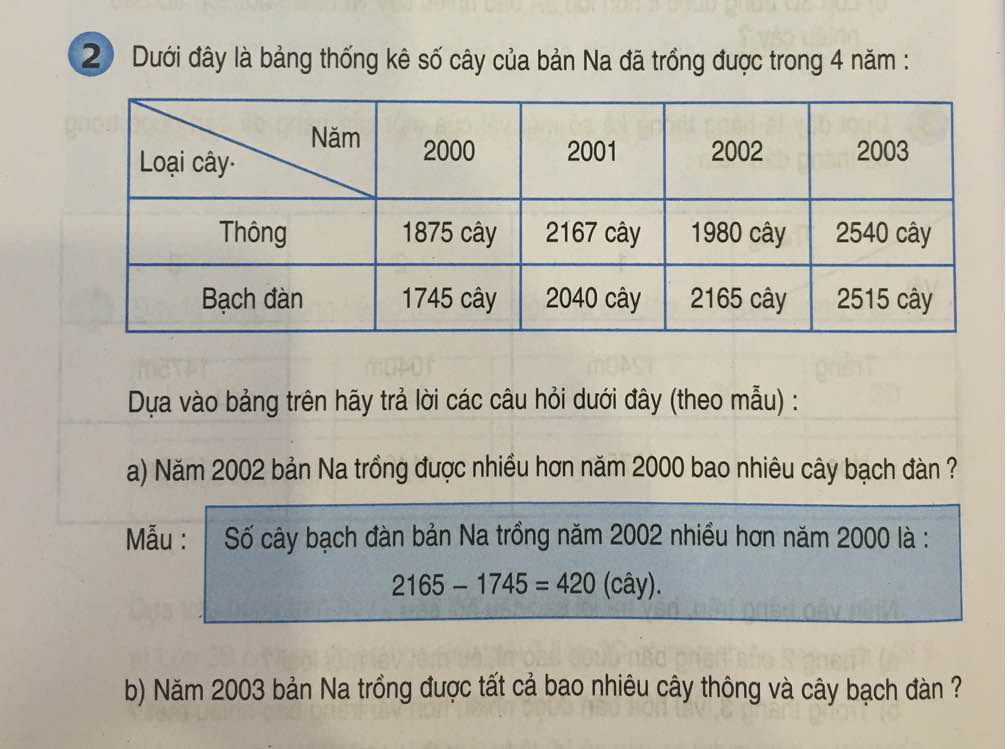 2 Dưới đây là bảng thống kê số cây của bản Na đã trồng được trong 4 năm :
Năm
Loại cây
2000 2001 2002 2003
Thông 1875 cây 2167 cây 1980 cây 2540 cây
Bạch đàn 1745 cây 2040 cây 2165 cây 2515 cây
Dựa vào bảng trên hãy trả lời các câu hỏi dưới đây (theo mẫu) :
a) Năm 2002 bản Na trồng được nhiều hơn năm 2000 bao nhiêu cây bạch đàn ?
Mẫu : Số cây bạch đàn bản Na trồng năm 2002 nhiều hơn năm 2000 là :
2165 – 1745 = 420 (cây).
b) Năm 2003 bản Na trồng được tất cả bao nhiêu cây thông và cây bạch đàn ?